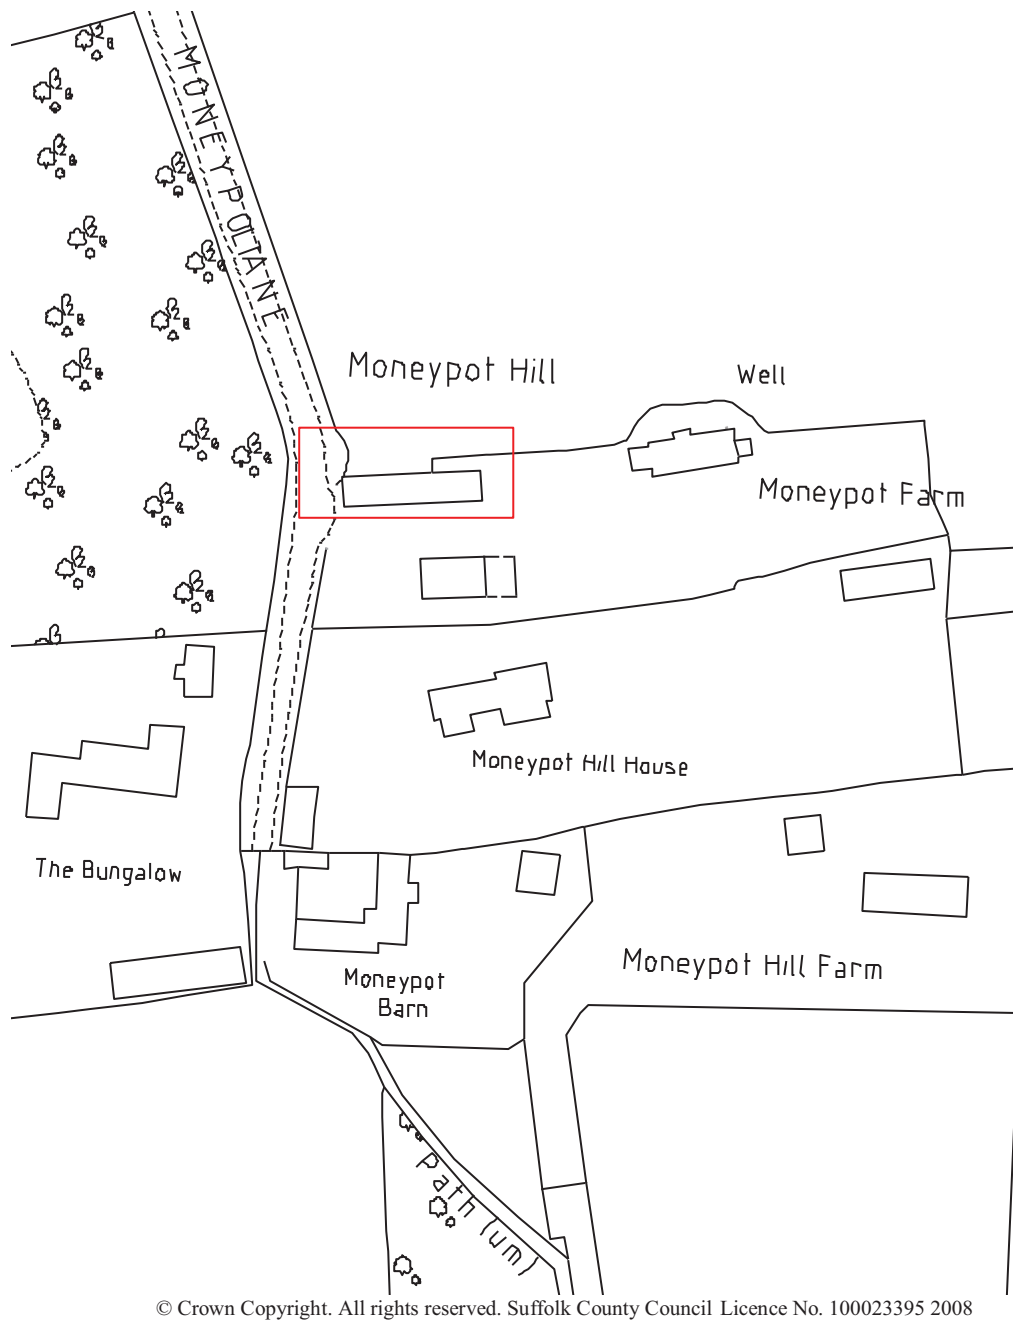 MONEYPOT LANE
Moneypot Hill
Well
Moneypot Farm
Moneypot Hill House
The Bungalow
Moneypot Hill Farm
Moneypot
Barn
Path (um)
© Crown Copyright. All rights reserved. Suffolk County Council Licence No. 100023395 2008